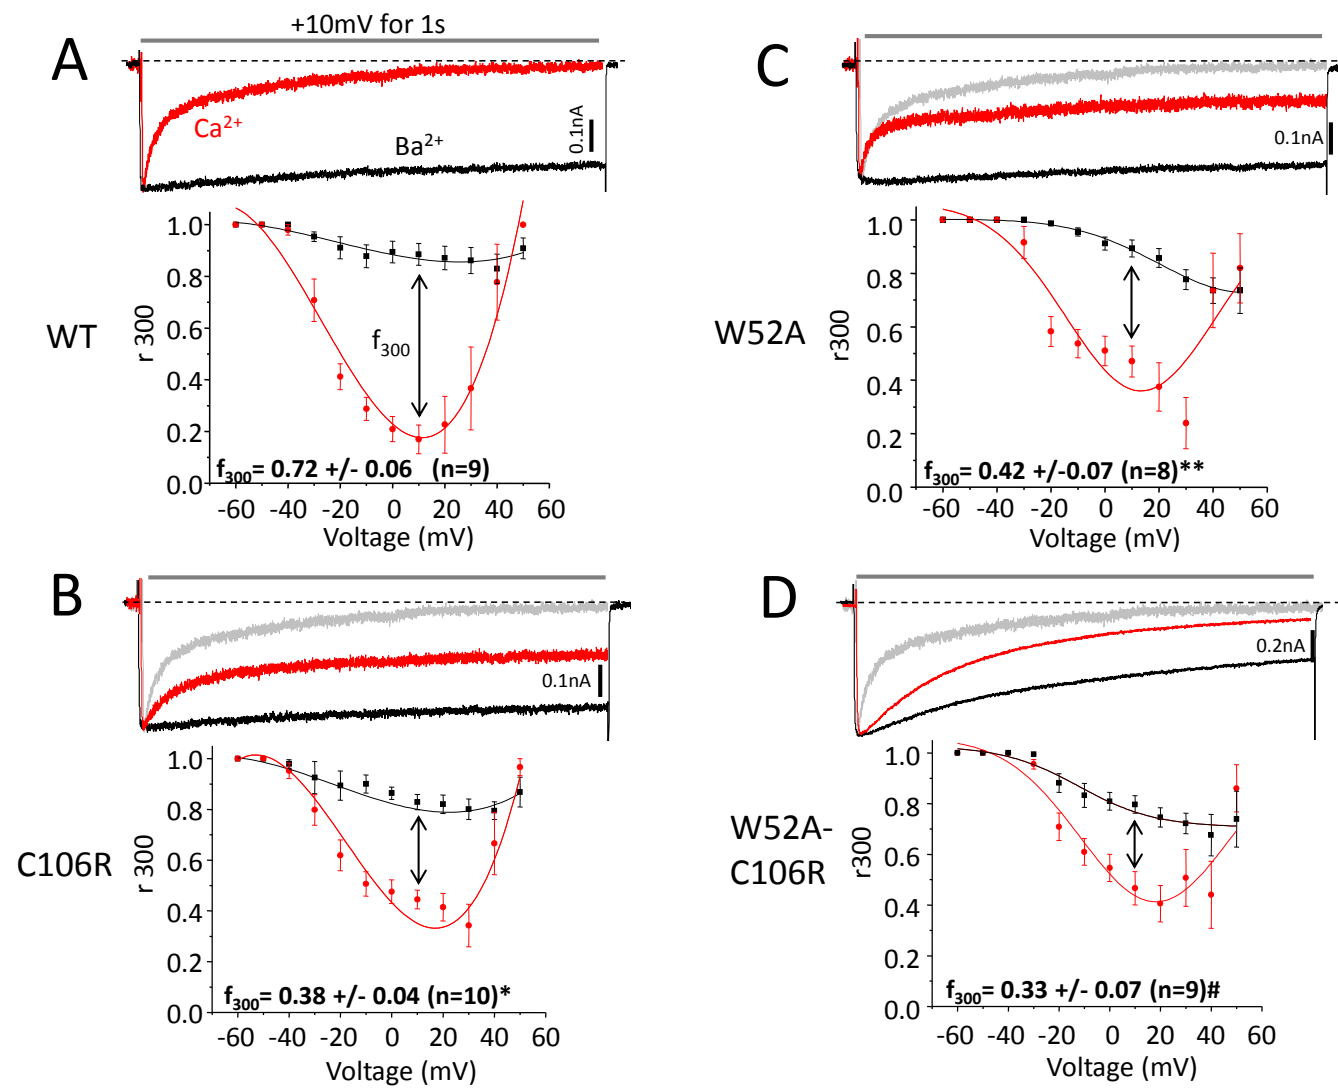 A
+10mV for 1s
Ca2+
Ba2+
0.1nA
WT
r 300
1.0
0.8
0.6
0.4
0.2
0.0
f300
f300= 0.72 +/- 0.06 (n=9)
-60 -40 -20 0 20 40 60
Voltage (mV)
B
0.1nA
C106R
r 300
1.0
0.8
0.6
0.4
0.2
0.0
f300= 0.38 +/- 0.04 (n=10)*
-60 -40 -20 0 20 40 60
Voltage (mV)
C
0.1nA
W52A
r300
1.0
0.8
0.6
0.4
0.2
0.0
f300= 0.42 +/-0.07 (n=8)**
-60 -40 -20 0 20 40 60
Voltage (mV)
D
0.2nA
W52A-
C106R
r300
1.0
0.8
0.6
0.4
0.2
0.0
f300= 0.33 +/- 0.07 (n=9)#
-60 -40 -20 0 20 40 60
Voltage (mV)